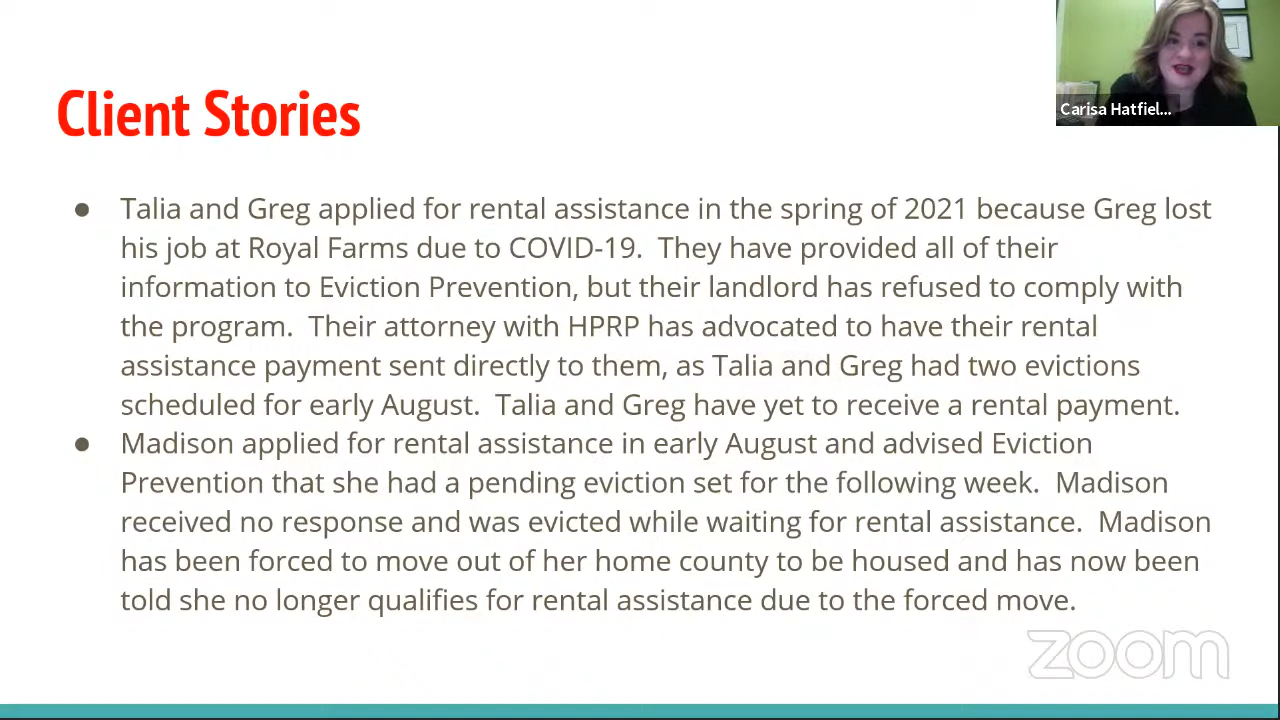 Client Stories
Carisa Hatfiel...
● Talia and Greg applied for rental assistance in the spring of 2021 because Greg lost
his job at Royal Farms due to COVID-19.  They have provided all of their
information to Eviction Prevention, but their landlord has refused to comply with
the program.  Their attorney with HPRP has advocated to have their rental
assistance payment sent directly to them, as Talia and Greg had two evictions
scheduled for early August.  Talia and Greg have yet to receive a rental payment.
● Madison applied for rental assistance in early August and advised Eviction
Prevention that she had a pending eviction set for the following week.  Madison
received no response and was evicted while waiting for rental assistance.  Madison
has been forced to move out of her home county to be housed and has now been
told she no longer qualifies for rental assistance due to the forced move.
zoom